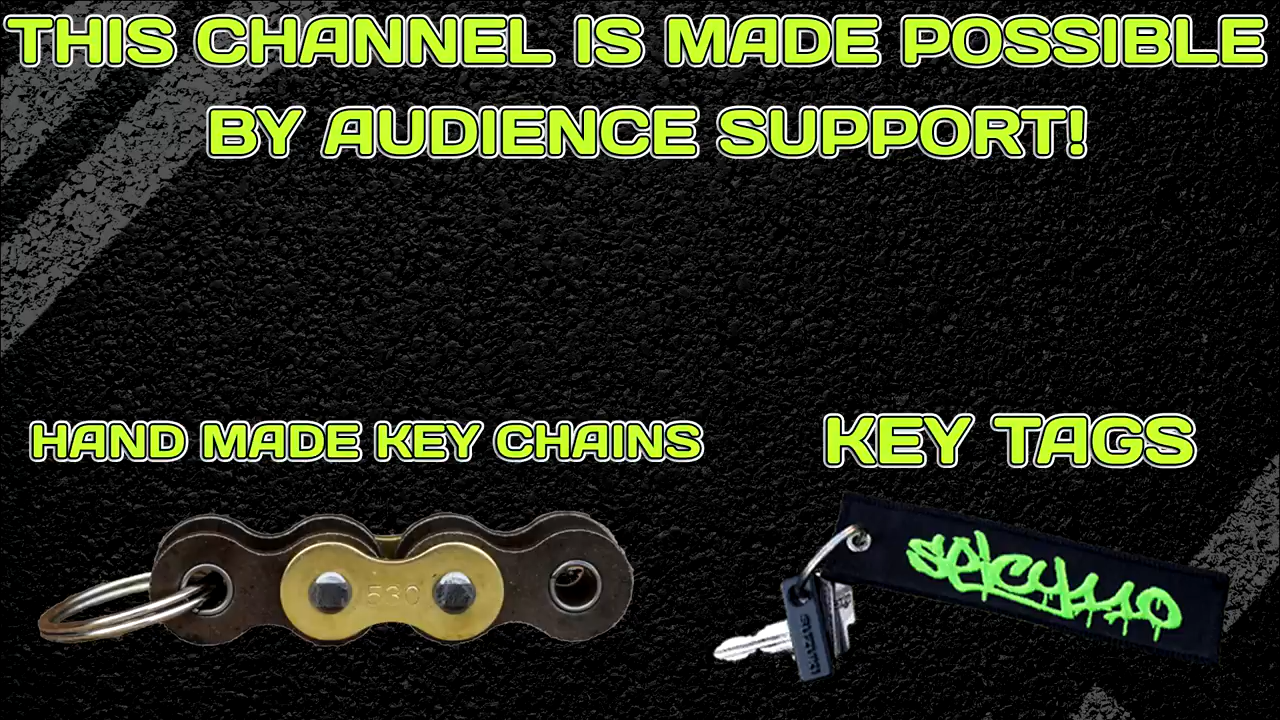 THIS CHANNEL IS MADE POSSIBLE
BY AUDIENCE SUPPORT!
HAND MADE KEY CHAINS
KEY TAGS
530